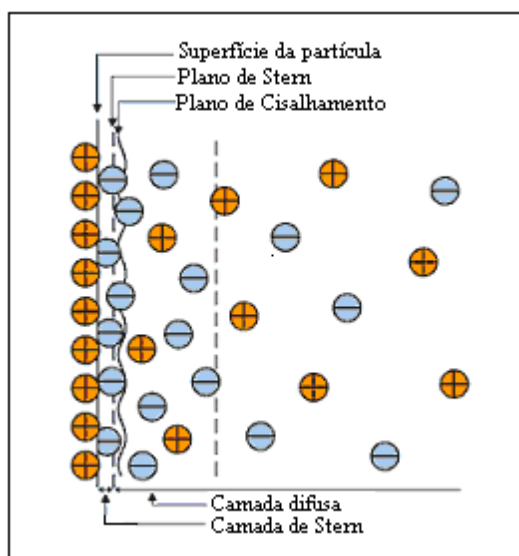 Superfície da partícula
Plano de Stern
Plano de Cisalhamento
Camada difusa
Camada de Stern